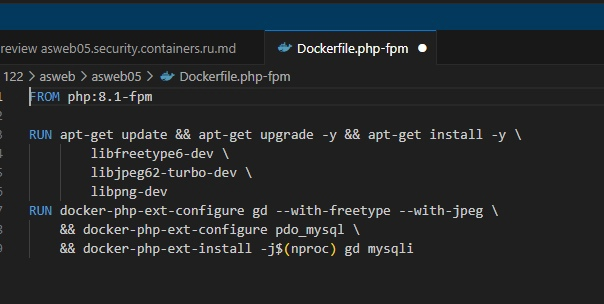 review asweb05.security.containers.ru.md
Dockerfile.php-fpm
122 > asweb > asweb05 > Dockerfile.php-fpm
1 FROM php:8.1-fpm
2
3 RUN apt-get update && apt-get upgrade -y && apt-get install -y \
4 libfreetype6-dev \
5 libjpeg62-turbo-dev \
6 libpng-dev
7 RUN docker-php-ext-configure gd --with-freetype --with-jpeg \
8 && docker-php-ext-configure pdo_mysql \
9 && docker-php-ext-install -j$(nproc) gd mysqli